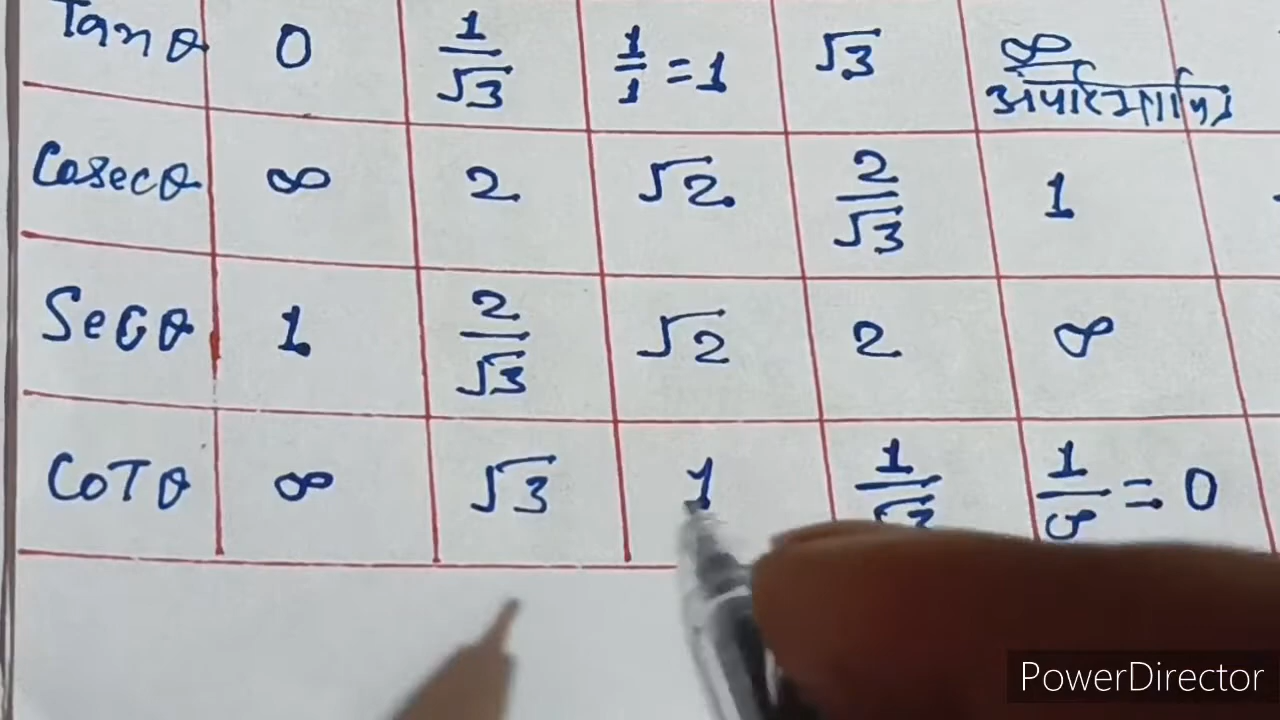 Tanθ 0 1/√3 1/1 = 1 √3 ∞
अपरिभाषित
Cosecθ ∞ 2 √2 2/√3 1
Secθ 1 2/√3 √2 2 ∞
CoTθ ∞ √3 1 1/√3 1/∞ = 0
PowerDirector